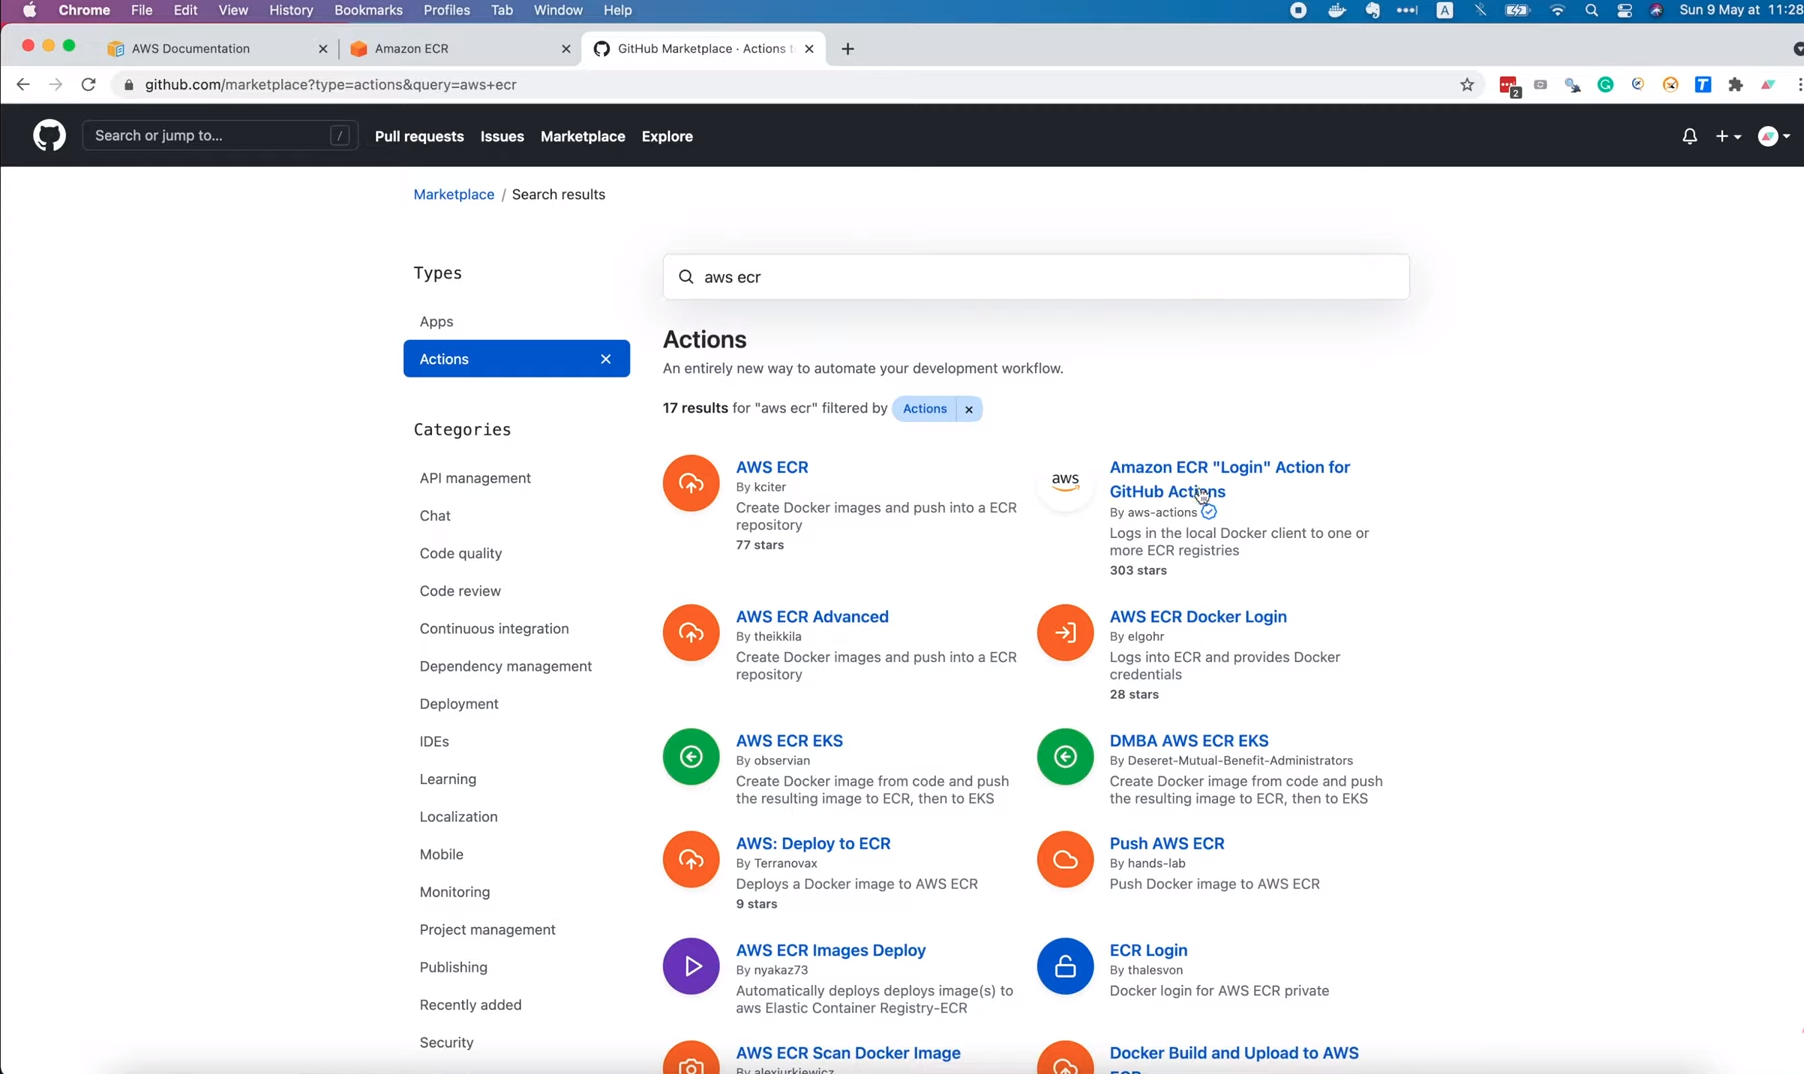 Chrome File Edit View History Bookmarks Profiles Tab Window Help A Sun 9 May at 11:28
AWS Documentation Amazon ECR GitHub Marketplace · Actions
github.com/marketplace?type=actions&query=aws+ecr 2 T
Search or jump to... / Pull requests Issues Marketplace Explore
Marketplace / Search results
Types
aws ecr
Apps
Actions
Actions
An entirely new way to automate your development workflow.
17 results for "aws ecr" filtered by Actions
Categories
API management
Chat
Code quality
Code review
Continuous integration
Dependency management
Deployment
IDEs
Learning
Localization
Mobile
Monitoring
Project management
Publishing
Recently added
Security
AWS ECR
By kciter
Create Docker images and push into a ECR
repository
77 stars
aws
Amazon ECR "Login" Action for
GitHub Actions
By aws-actions
Logs in the local Docker client to one or
more ECR registries
303 stars
AWS ECR Advanced
By theikkila
Create Docker images and push into a ECR
repository
AWS ECR Docker Login
By elgohr
Logs into ECR and provides Docker
credentials
28 stars
AWS ECR EKS
By observian
Create Docker image from code and push
the resulting image to ECR, then to EKS
DMBA AWS ECR EKS
By Deseret-Mutual-Benefit-Administrators
Create Docker image from code and push
the resulting image to ECR, then to EKS
AWS: Deploy to ECR
By Terranovax
Deploys a Docker image to AWS ECR
9 stars
Push AWS ECR
By hands-lab
Push Docker image to AWS ECR
AWS ECR Images Deploy
By nyakaz73
Automatically deploys deploys image(s) to
aws Elastic Container Registry-ECR
ECR Login
By thalesvon
Docker login for AWS ECR private
AWS ECR Scan Docker Image
By alexjurkiewicz
Docker Build and Upload to AWS
ECR